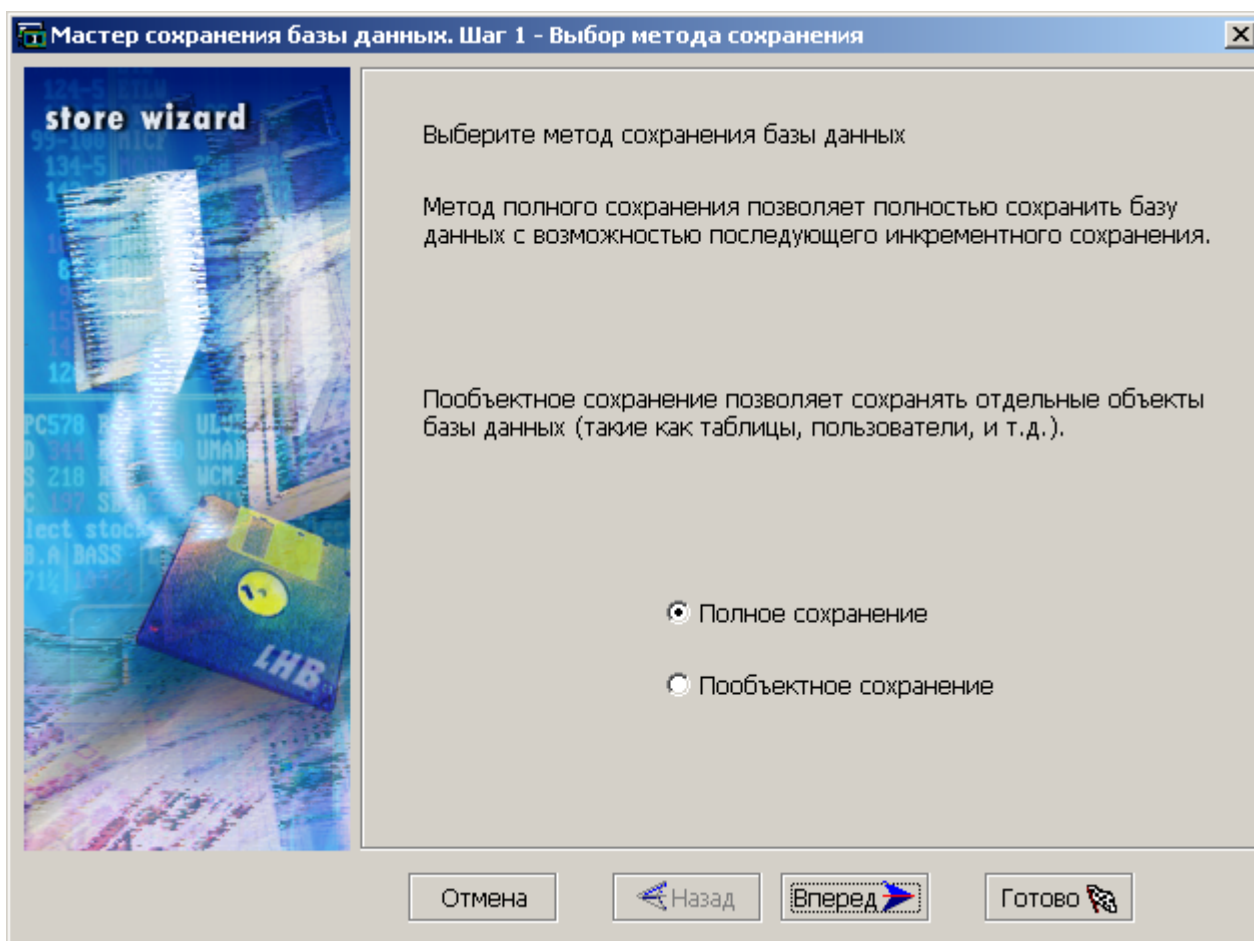 Мастер сохранения базы данных. Шаг 1 - Выбор метода сохранения
store wizard
Выберите метод сохранения базы данных
Метод полного сохранения позволяет полностью сохранить базу
данных с возможностью последующего инкрементного сохранения.
Пообъектное сохранение позволяет сохранять отдельные объекты
базы данных (такие как таблицы, пользователи, и т.д.).
Полное сохранение
Пообъектное сохранение
LHB
Отмена
Назад
Вперед
Готово